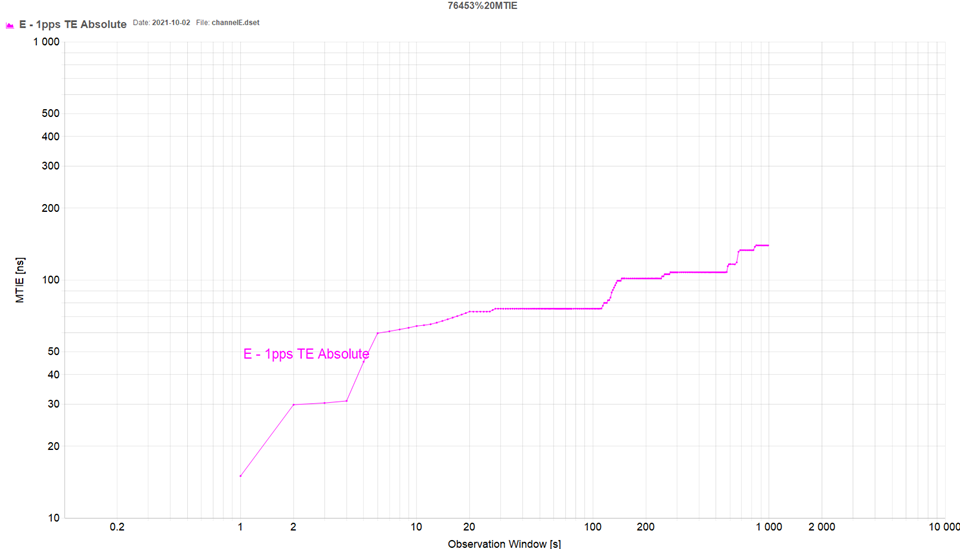 76453%20MTIE
E - 1pps TE Absolute Date: 2021-10-02 File: channelE.dset
1 000
500
400
300
200
100
50
40
30
20
10
MTIE [ns]
E - 1pps TE Absolute
0.2 1 2 10 20 100 200 1 000 2 000 10 000
Observation Window [s]